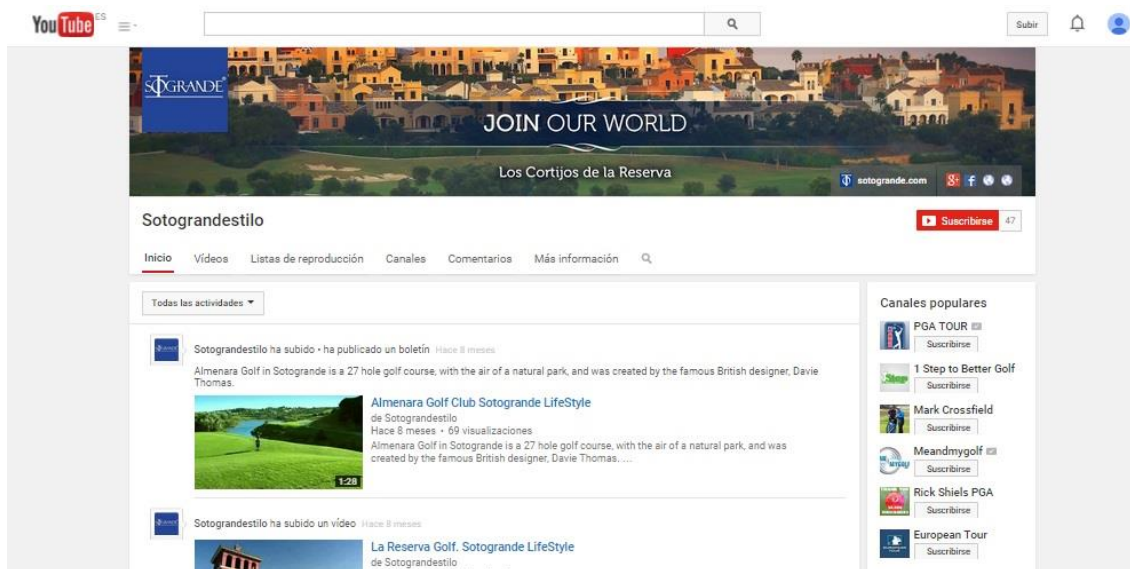 YouTube ES
Subir
SOTOGRANDE
JOIN OUR WORLD
Los Cortijos de la Reserva
sotogrande.com
Sotograndestilo
Suscribirse 47
Inicio Vídeos Listas de reproducción Canales Comentarios Más información
Todas las actividades
Sotograndestilo ha subido • ha publicado un boletín Hace 8 meses
Almenara Golf in Sotogrande is a 27 hole golf course, with the air of a natural park, and was created by the famous British designer, Davie
Thomas.
Almenara Golf Club Sotogrande LifeStyle
de Sotograndestilo
Hace 8 meses • 69 visualizaciones
Almenara Golf in Sotogrande is a 27 hole golf course, with the air of a natural park, and was
created by the famous British designer, Davie Thomas. ...
1:28
Sotograndestilo ha subido un vídeo Hace 8 meses
La Reserva Golf. Sotogrande LifeStyle
de Sotograndestilo
Canales populares
PGA TOUR
Suscribirse
1 Step to Better Golf
Suscribirse
Mark Crossfield
Suscribirse
Meandmygolf
Suscribirse
Rick Shiels PGA
Suscribirse
European Tour
Suscribirse